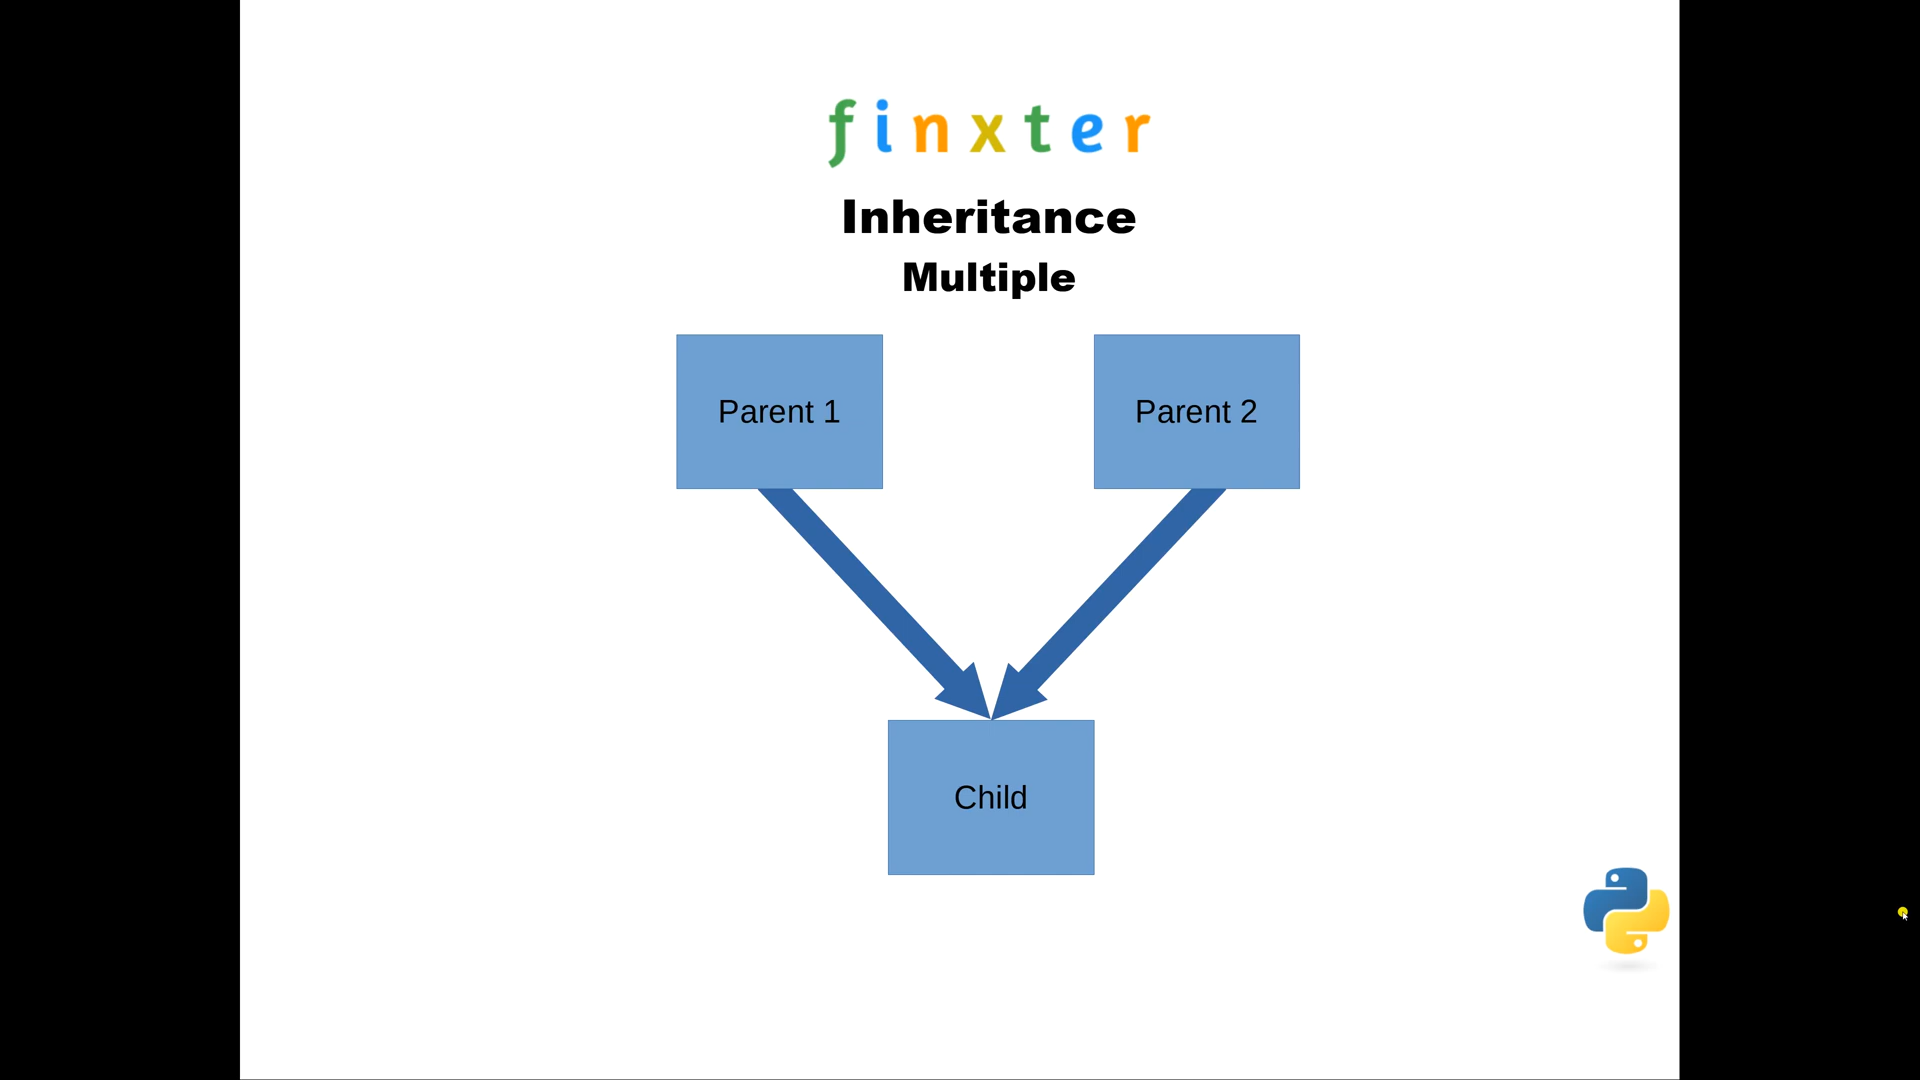 finxter
Inheritance
Multiple
Parent 1
Parent 2
Child